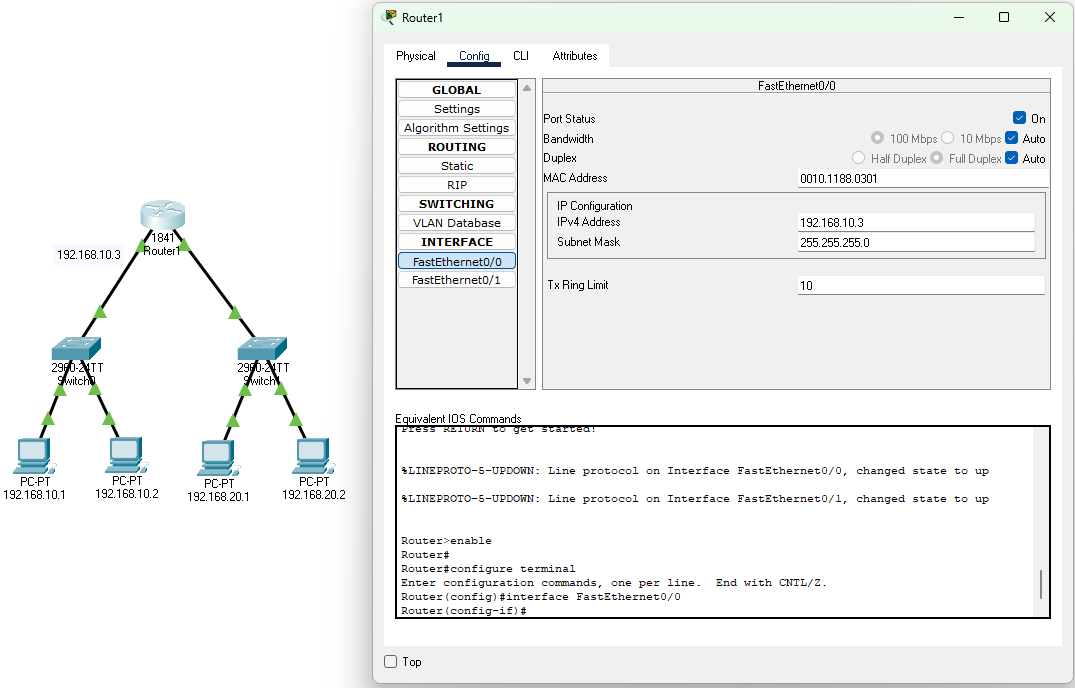 Router1
Physical Config CLI Attributes
GLOBAL
Settings
Algorithm Settings
ROUTING
Static
RIP
SWITCHING
VLAN Database
INTERFACE
FastEthernet0/0
FastEthernet0/1
FastEthernet0/0
Port Status On
Bandwidth 100 Mbps 10 Mbps Auto
Duplex Half Duplex Full Duplex Auto
MAC Address 0010.1188.0301
IP Configuration
IPv4 Address 192.168.10.3
Subnet Mask 255.255.255.0
Tx Ring Limit 10
Equivalent IOS Commands
Press RETURN to get started!
%LINEPROTO-5-UPDOWN: Line protocol on Interface FastEthernet0/0, changed state to up
%LINEPROTO-5-UPDOWN: Line protocol on Interface FastEthernet0/1, changed state to up
Router>enable
Router#
Router#configure terminal
Enter configuration commands, one per line. End with CNTL/Z.
Router(config)#interface FastEthernet0/0
Router(config-if)#
Top
1841
Router1
192.168.10.3
2960-24TT
Switch0
2960-24TT
Switch1
PC-PT
192.168.10.1
PC-PT
192.168.10.2
PC-PT
192.168.20.1
PC-PT
192.168.20.2